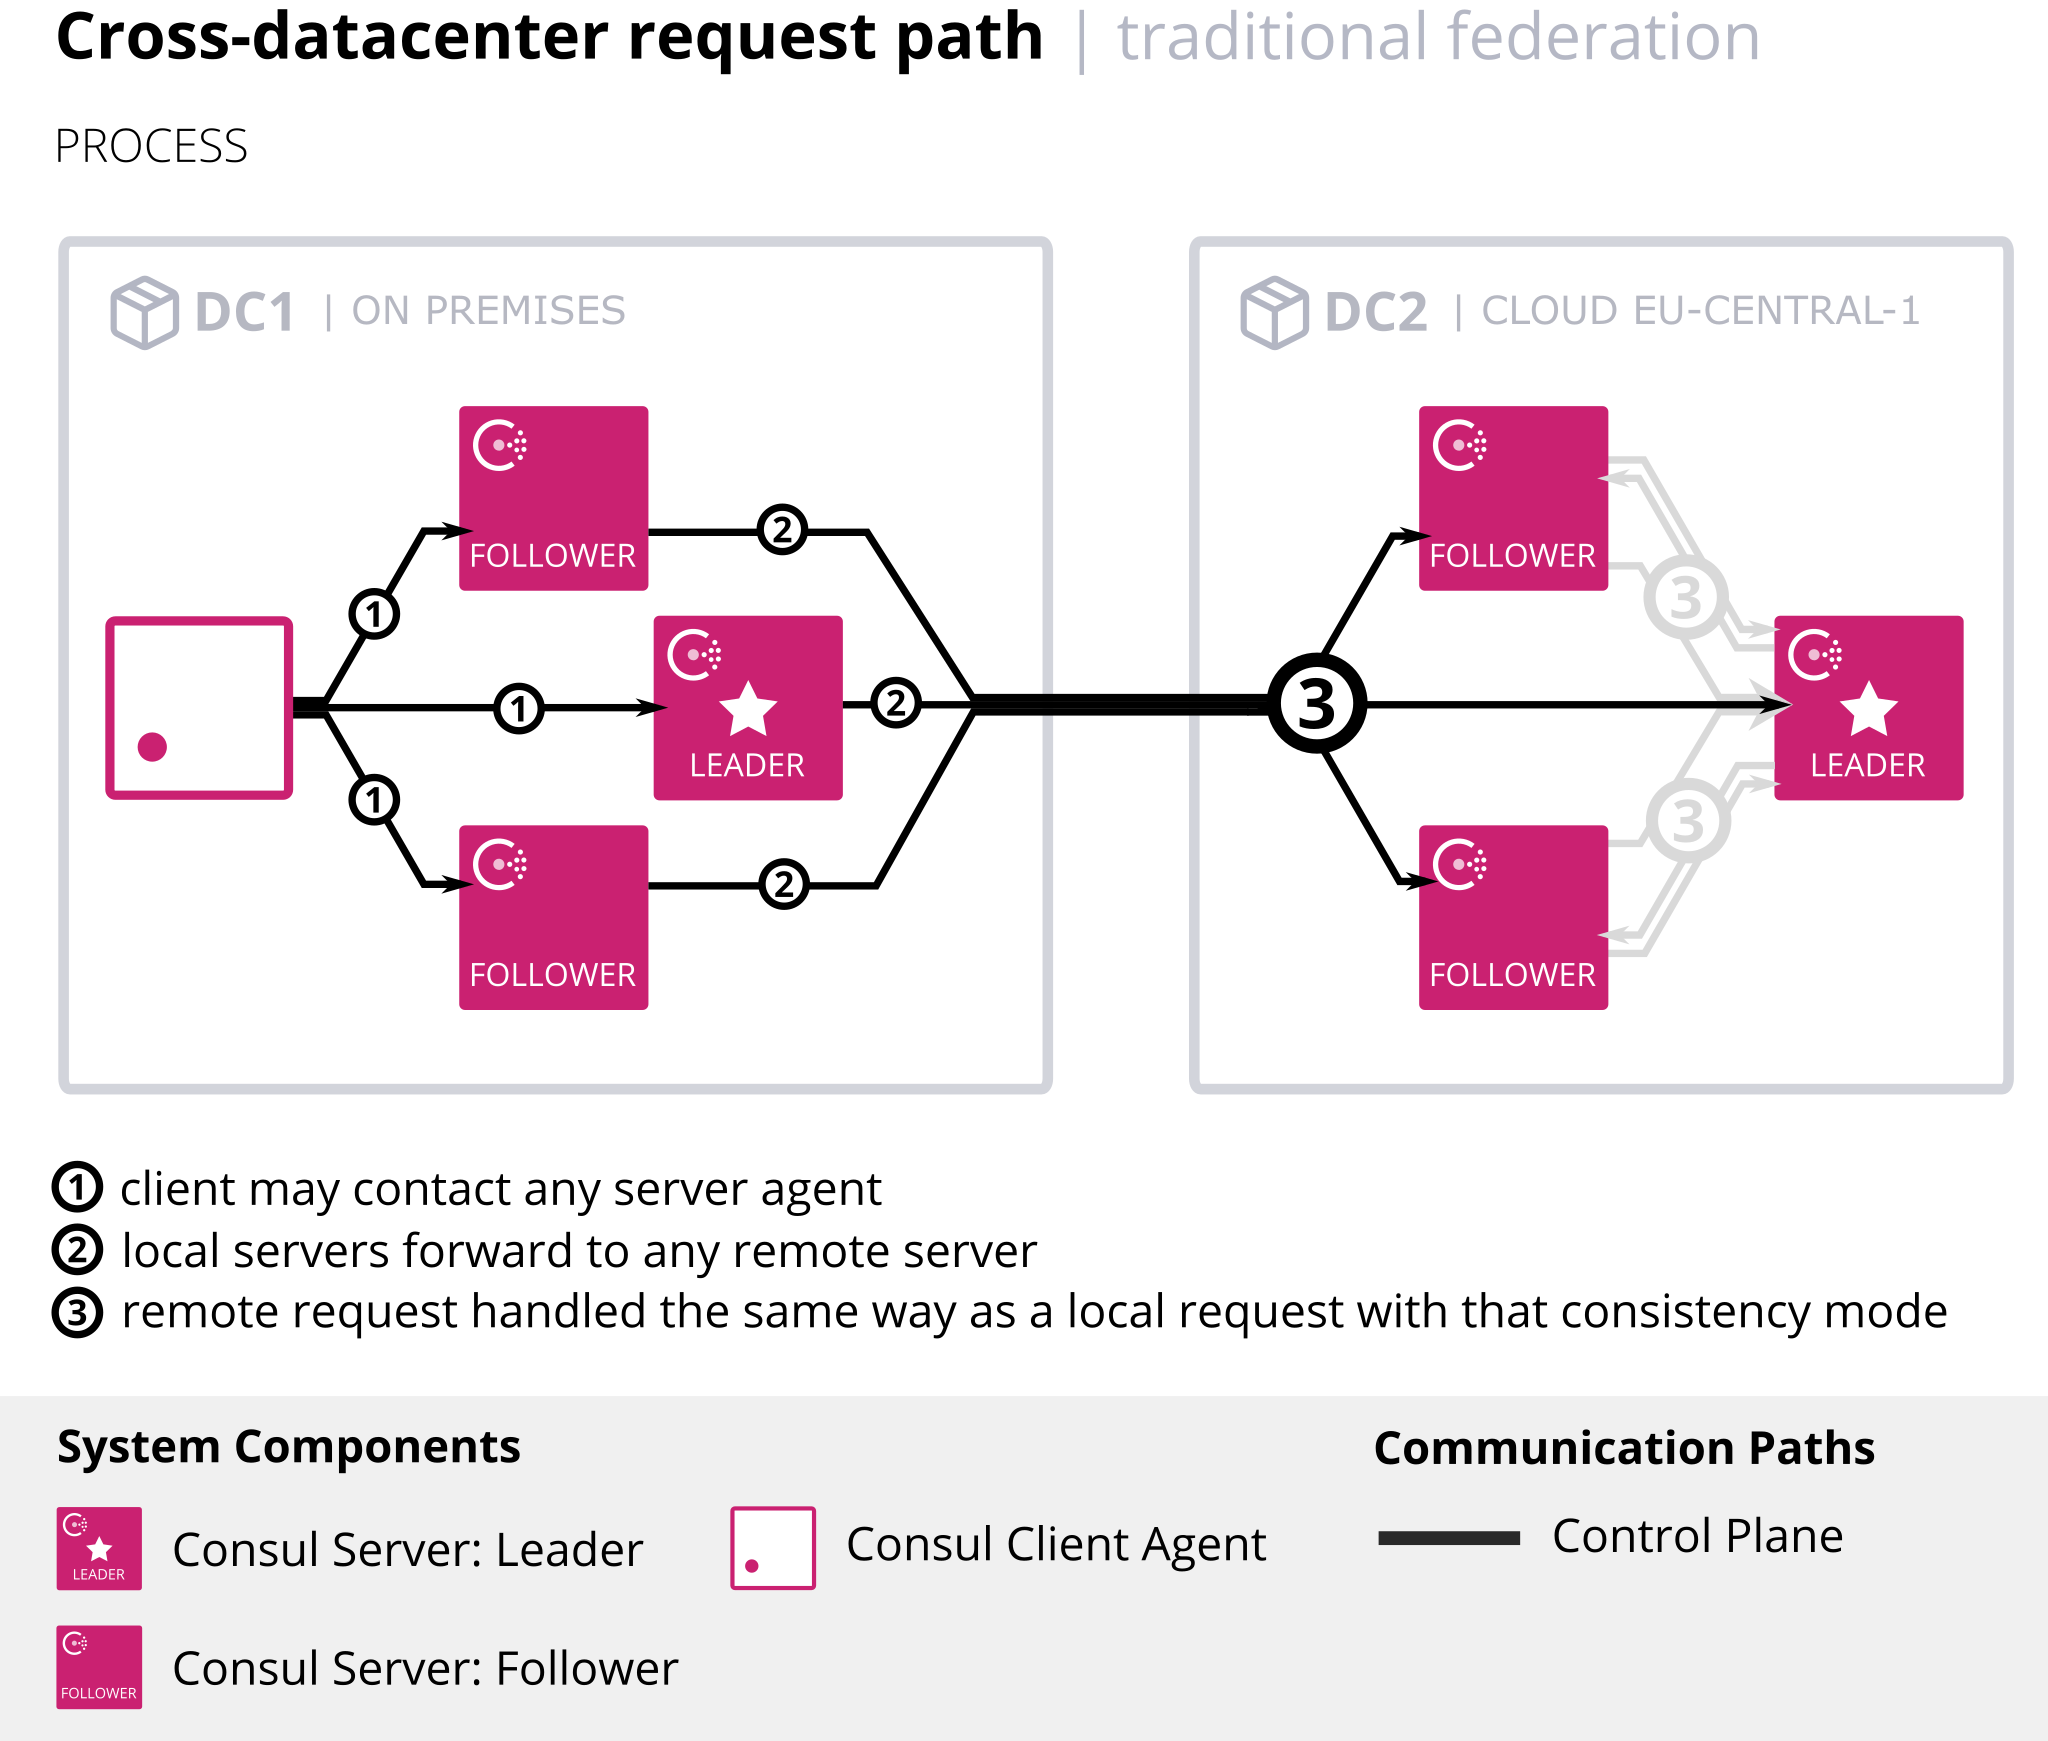 Cross-datacenter request path | traditional federation
PROCESS
DC1 | ON PREMISES
DC2 | CLOUD EU-CENTRAL-1
FOLLOWER
2
1
LEADER
1
2
1
FOLLOWER
2
FOLLOWER
3
3
LEADER
3
FOLLOWER
1 client may contact any server agent
2 local servers forward to any remote server
3 remote request handled the same way as a local request with that consistency mode
System Components
LEADER
Consul Server: Leader
Consul Client Agent
FOLLOWER
Consul Server: Follower
Communication Paths
Control Plane